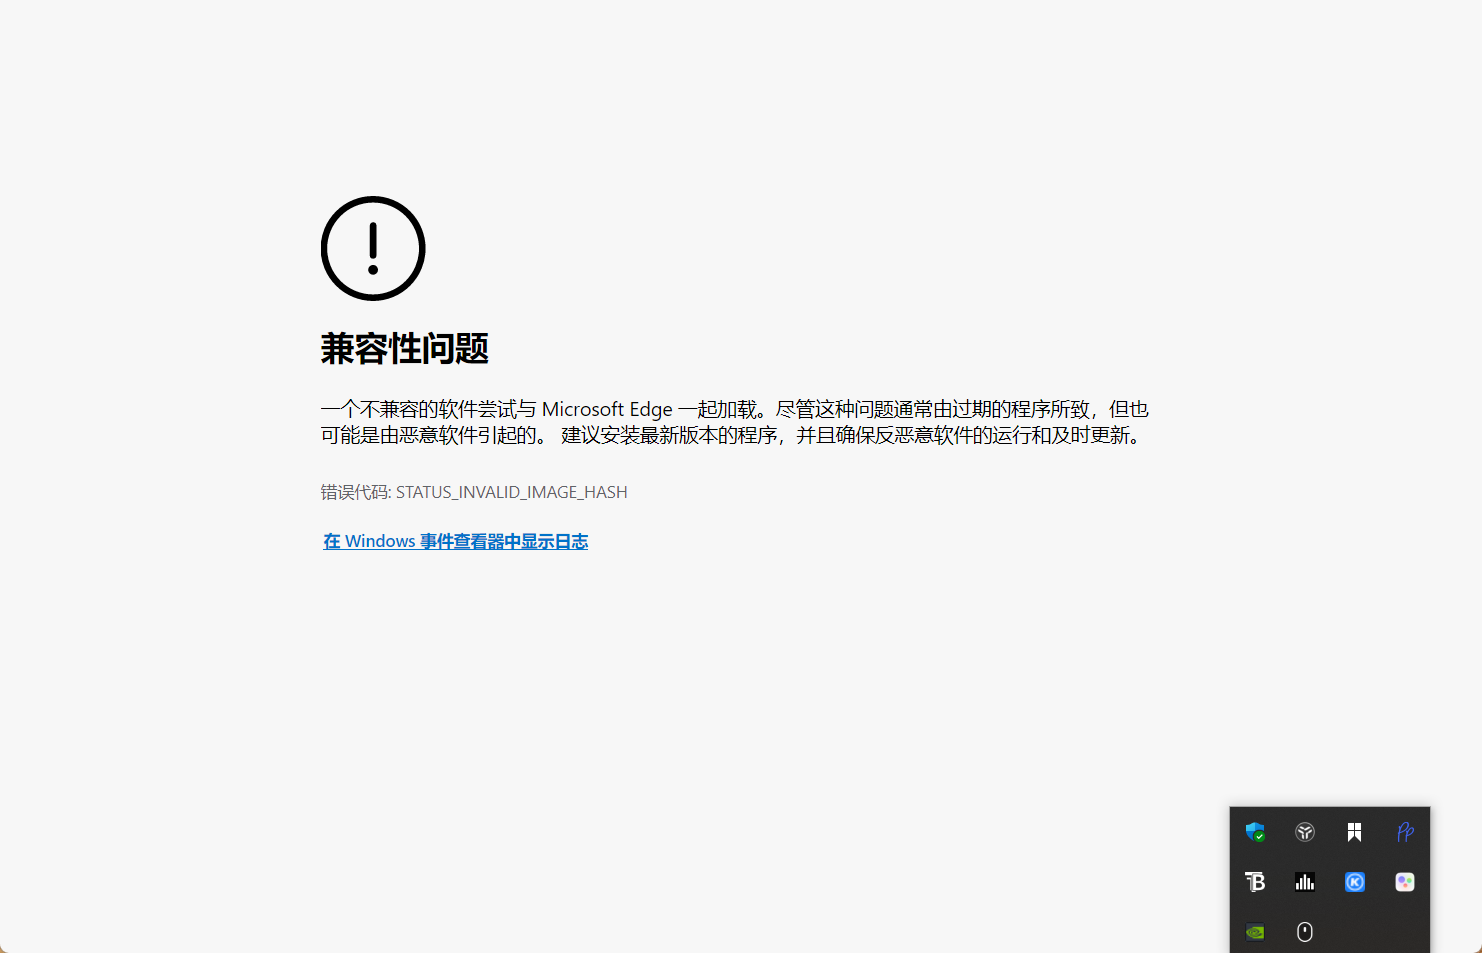 兼容性问题
一个不兼容的软件尝试与 Microsoft Edge 一起加载。尽管这种问题通常由过期的程序所致，但也
可能是由恶意软件引起的。 建议安装最新版本的程序，并且确保反恶意软件的运行和及时更新。
错误代码: STATUS_INVALID_IMAGE_HASH
在 Windows 事件查看器中显示日志
Pp
TB
K